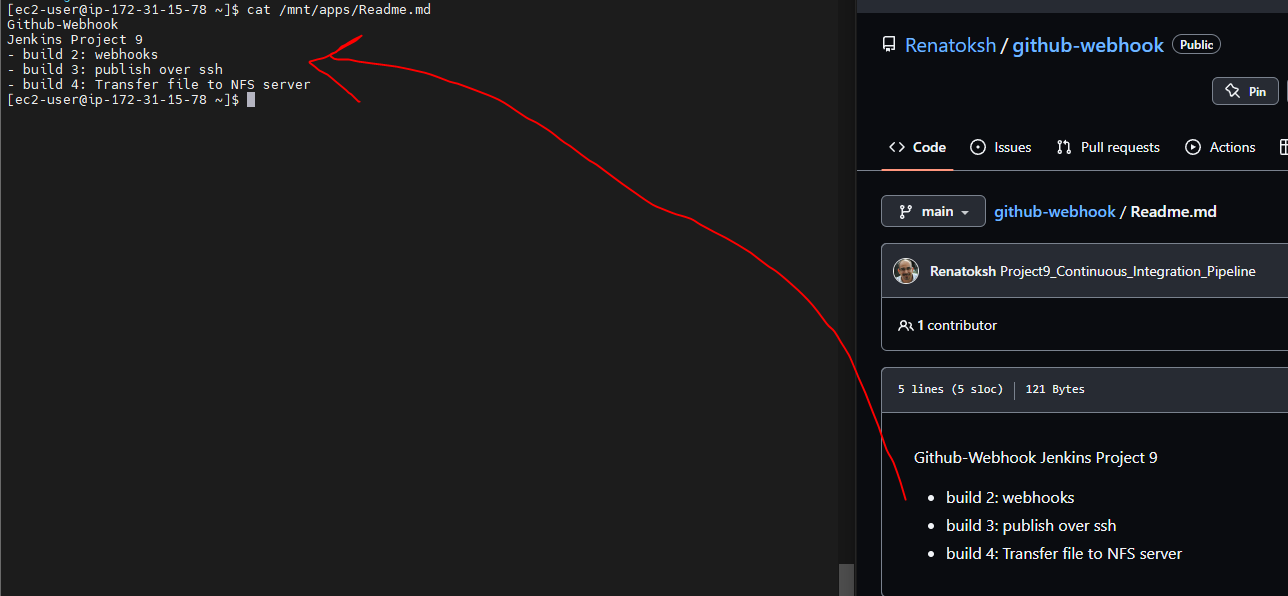 [ec2-user@ip-172-31-15-78 ~]$ cat /mnt/apps/Readme.md
Github-Webhook
Jenkins Project 9
- build 2: webhooks
- build 3: publish over ssh
- build 4: Transfer file to NFS server
[ec2-user@ip-172-31-15-78 ~]$
Renatoksh / github-webhook Public
Pin
Code Issues Pull requests Actions
main github-webhook / Readme.md
Renatoksh Project9_Continuous_Integration_Pipeline
1 contributor
5 lines (5 sloc) 121 Bytes
Github-Webhook Jenkins Project 9
• build 2: webhooks
• build 3: publish over ssh
• build 4: Transfer file to NFS server